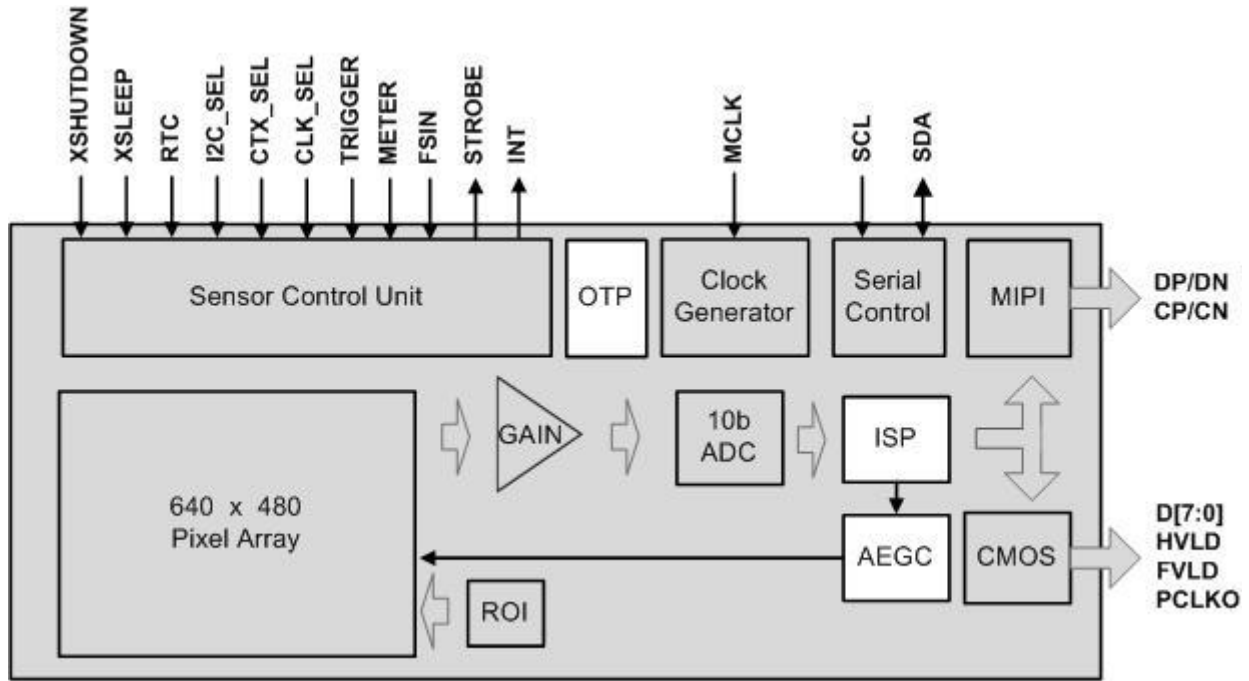 XSHUTDOWN
XSLEEP
RTC
I2C_SEL
CTX_SEL
CLK_SEL
TRIGGER
METER
FSIN
STROBE
INT
MCLK
SCL
SDA
Sensor Control Unit
OTP
Clock
Generator
Serial
Control
MIPI
DP/DN
CP/CN
640 x 480
Pixel Array
GAIN
10b
ADC
ISP
AEGC
CMOS
D[7:0]
HVLD
FVLD
PCLKO
ROI